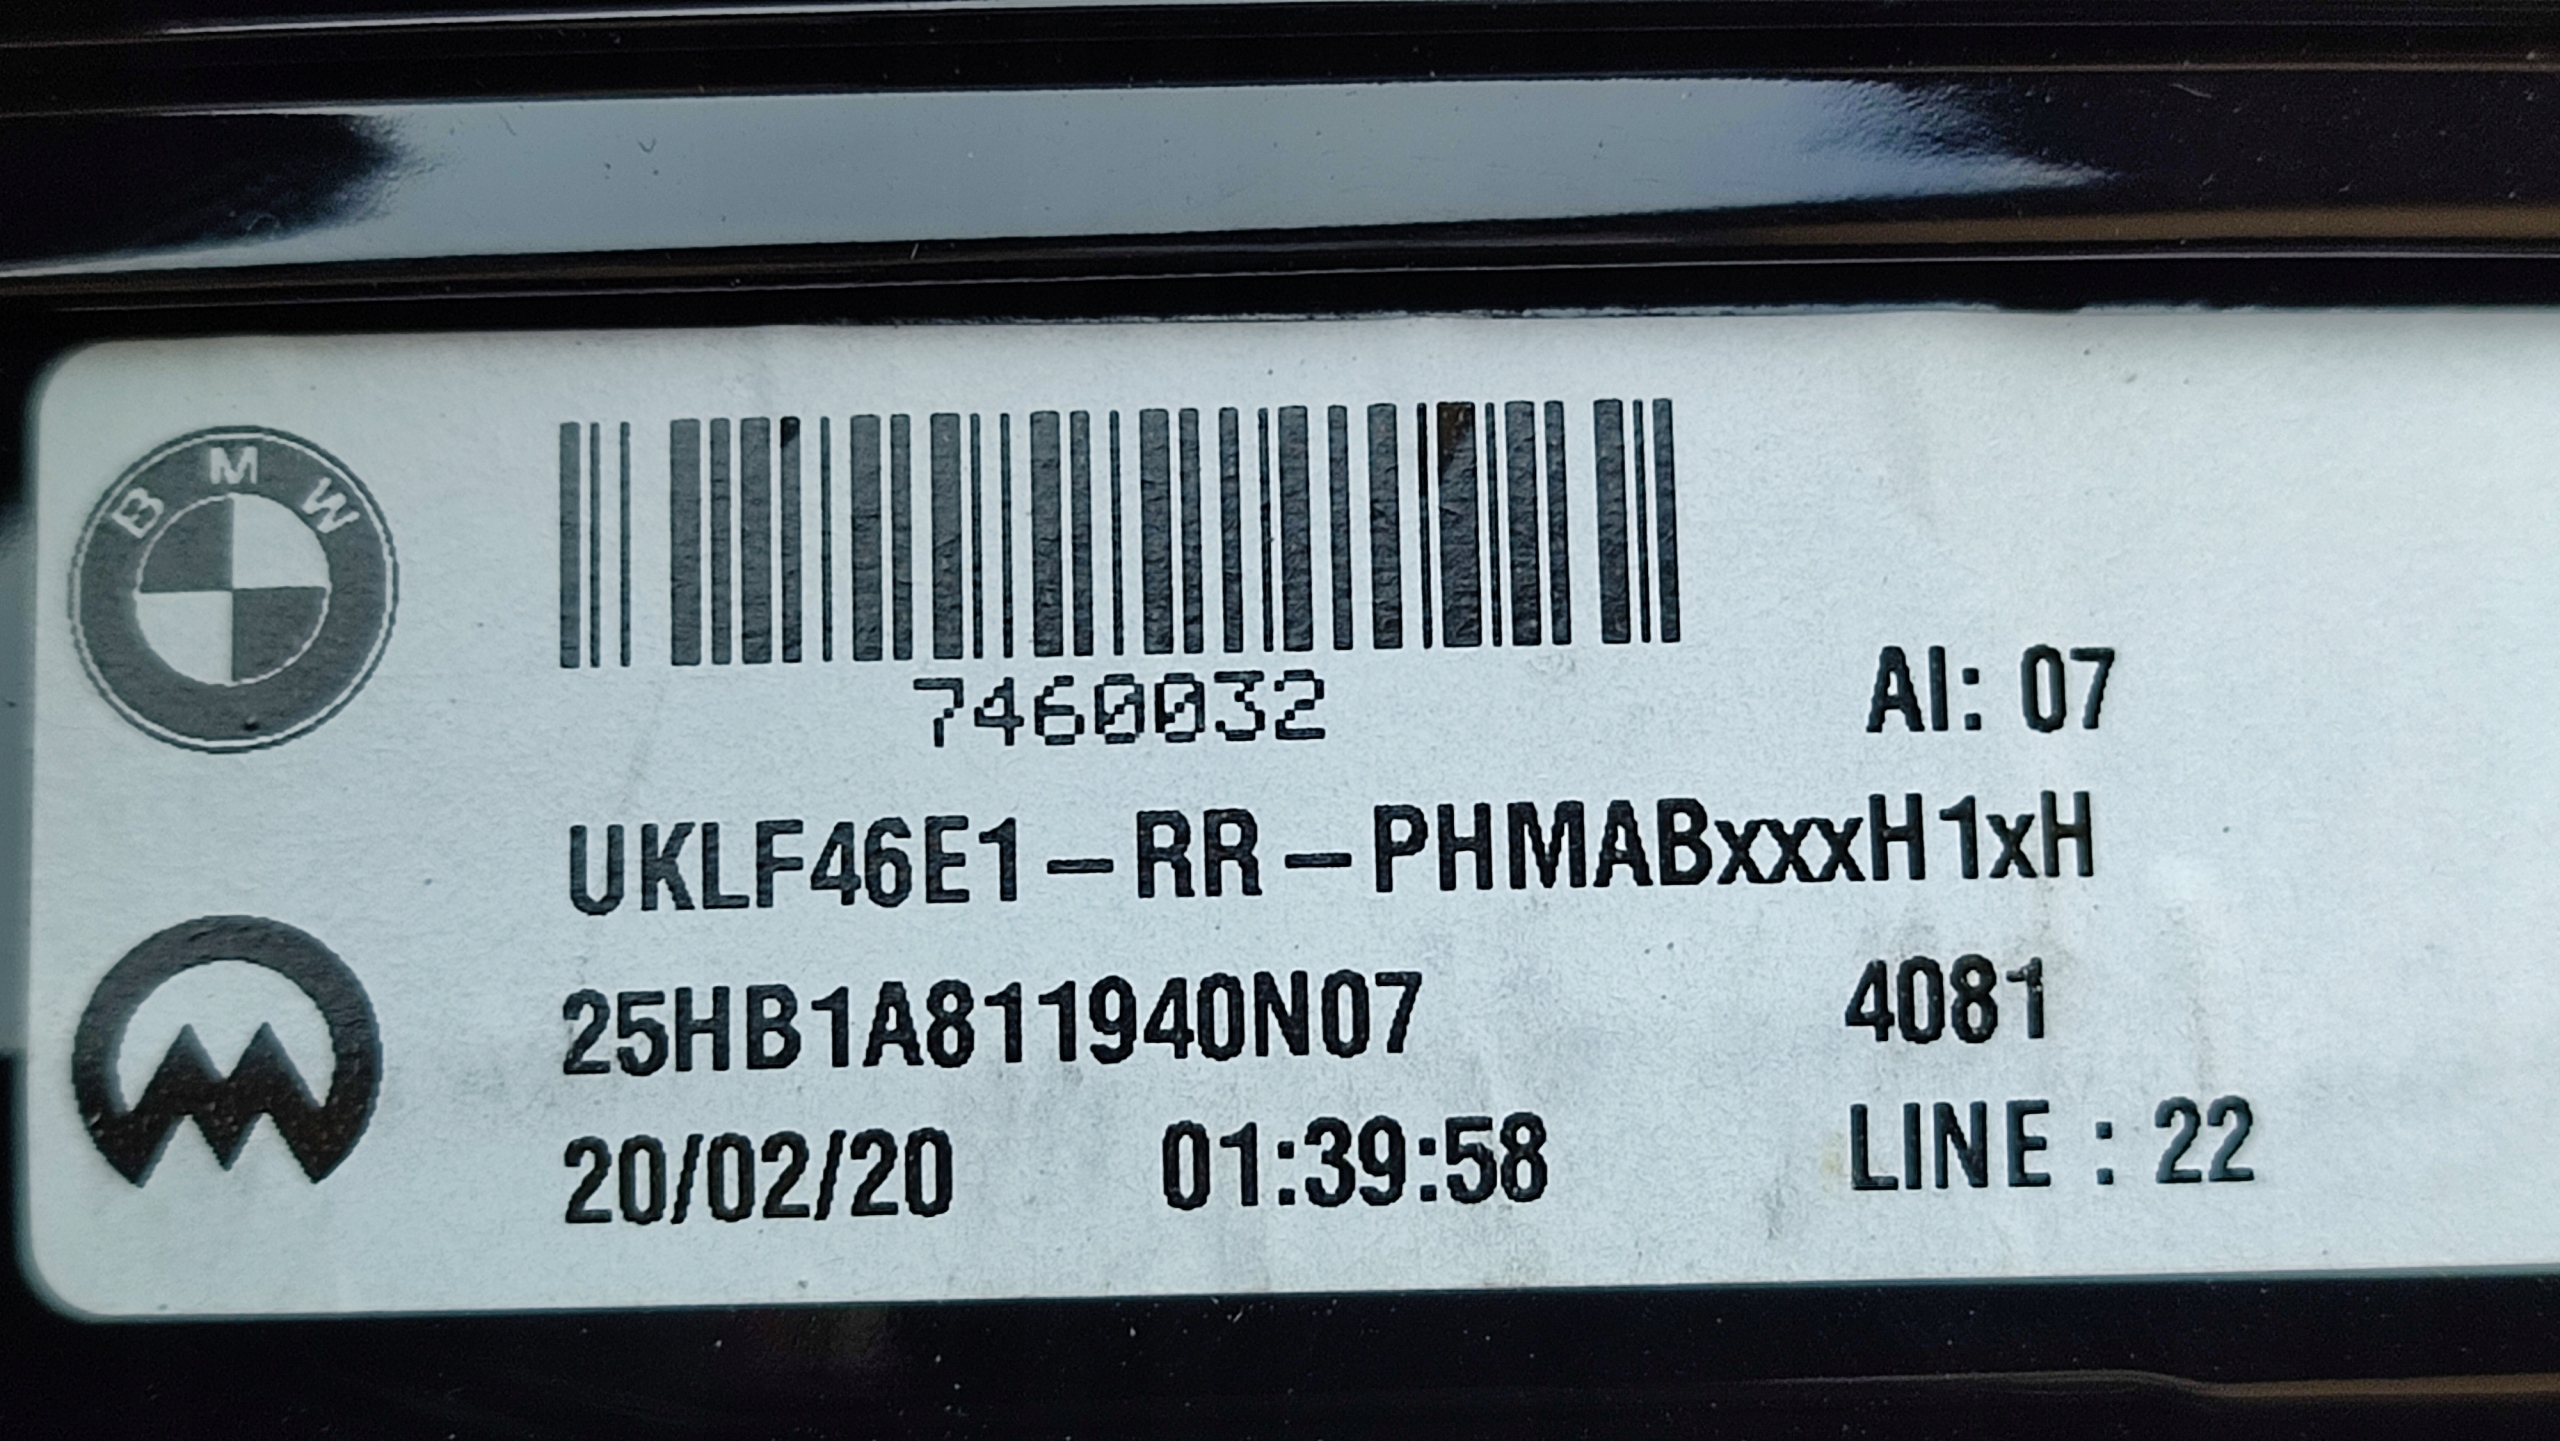 BMW
7460032
AI: 07
UKLF46E1-RR-PHMABxxxH1xH
25HB1A811940N07 4081
20/02/20 01:39:58 LINE : 22